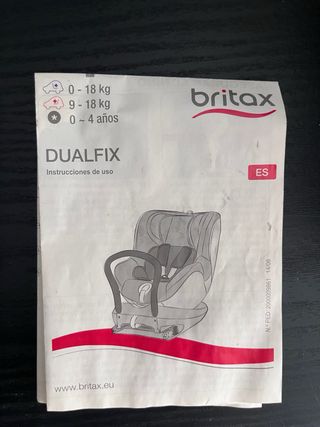 0 - 18 kg
9 - 18 kg
0 ~ 4 años
britax
DUALFIX
Instrucciones de uso
ES
www.britax.eu